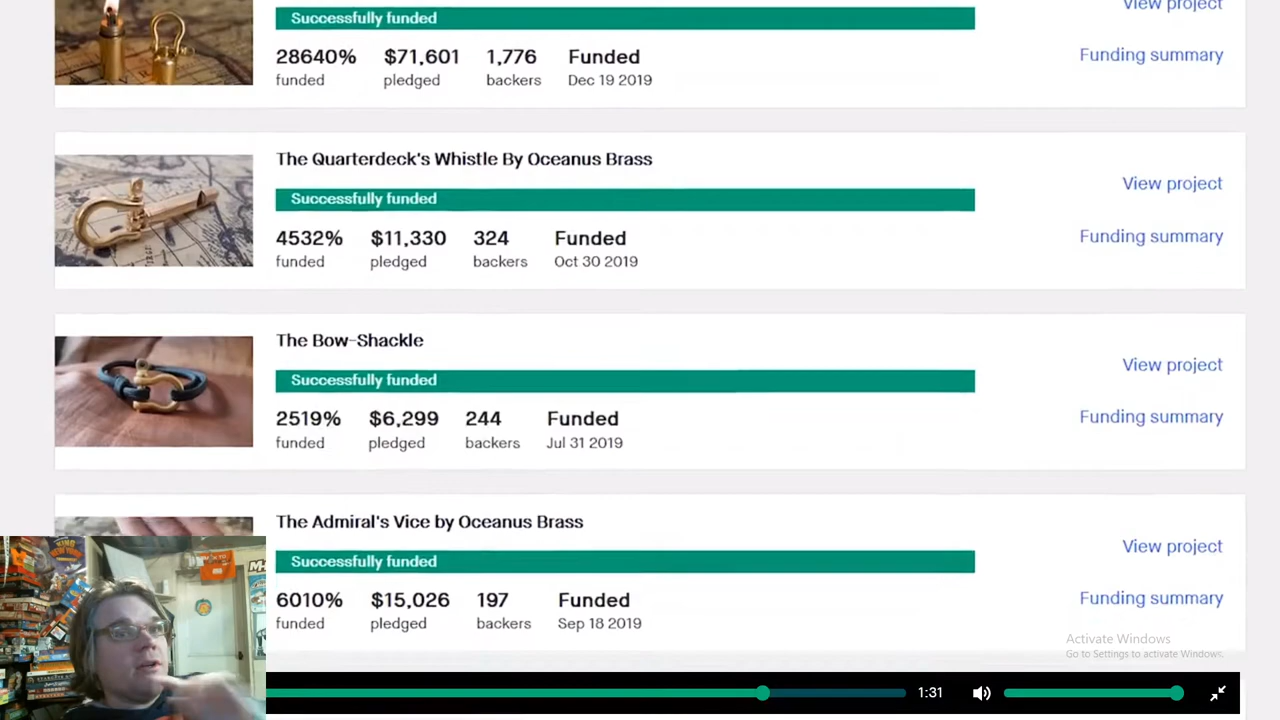 View project
Successfully funded
28640% $71,601 1,776 Funded
funded pledged backers Dec 19 2019
Funding summary
The Quarterdeck's Whistle By Oceanus Brass
View project
Successfully funded
4532% $11,330 324 Funded
funded pledged backers Oct 30 2019
Funding summary
The Bow-Shackle
View project
Successfully funded
2519% $6,299 244 Funded
funded pledged backers Jul 31 2019
Funding summary
The Admiral's Vice by Oceanus Brass
View project
Successfully funded
6010% $15,026 197 Funded
funded pledged backers Sep 18 2019
Funding summary
Activate Windows
Go to Settings to activate Windows.
KING
NEW YORK
1:31